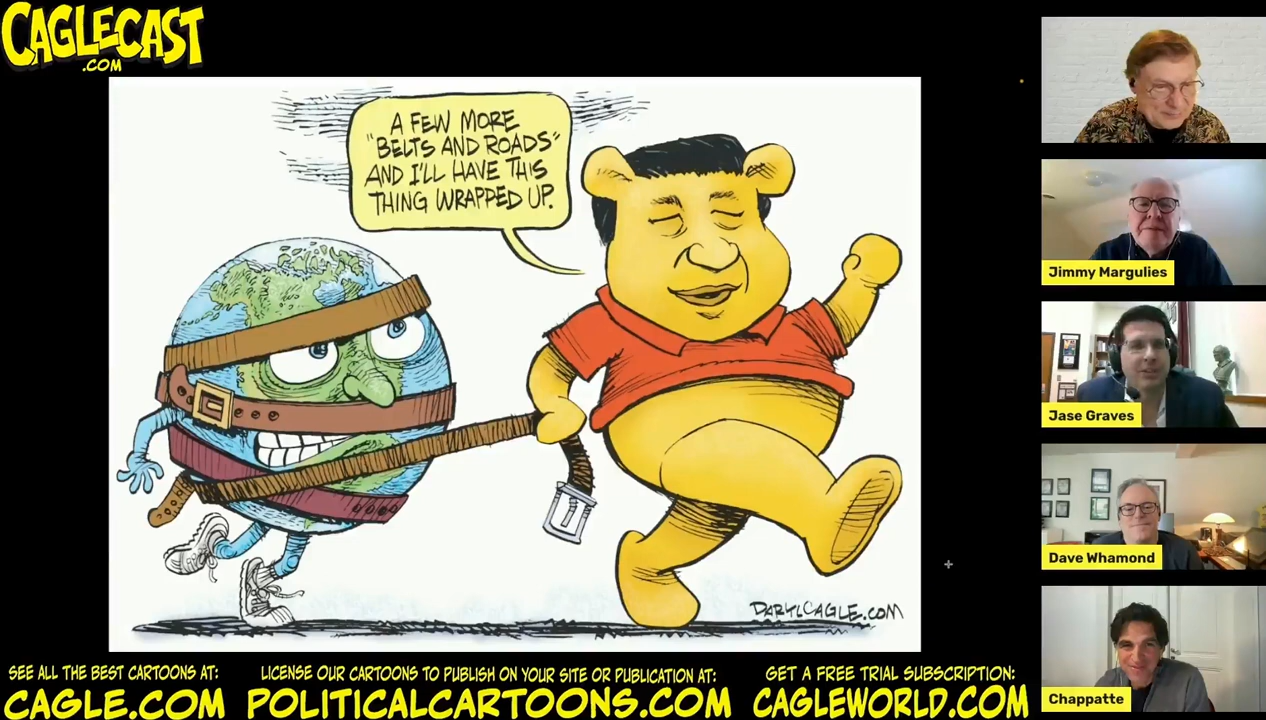 CAGLECAST
.COM
A FEW MORE
"BELTS AND ROADS"
AND I'LL HAVE THIS
THING WRAPPED UP.
DARYLCAGLE.COM
Jimmy Margulies
Jase Graves
Dave Whamond
Chappatte
SEE ALL THE BEST CARTOONS AT:
CAGLE.COM
LICENSE OUR CARTOONS TO PUBLISH ON YOUR SITE OR PUBLICATION AT:
POLITICALCARTOONS.COM
GET A FREE TRIAL SUBSCRIPTION:
CAGLEWORLD.COM